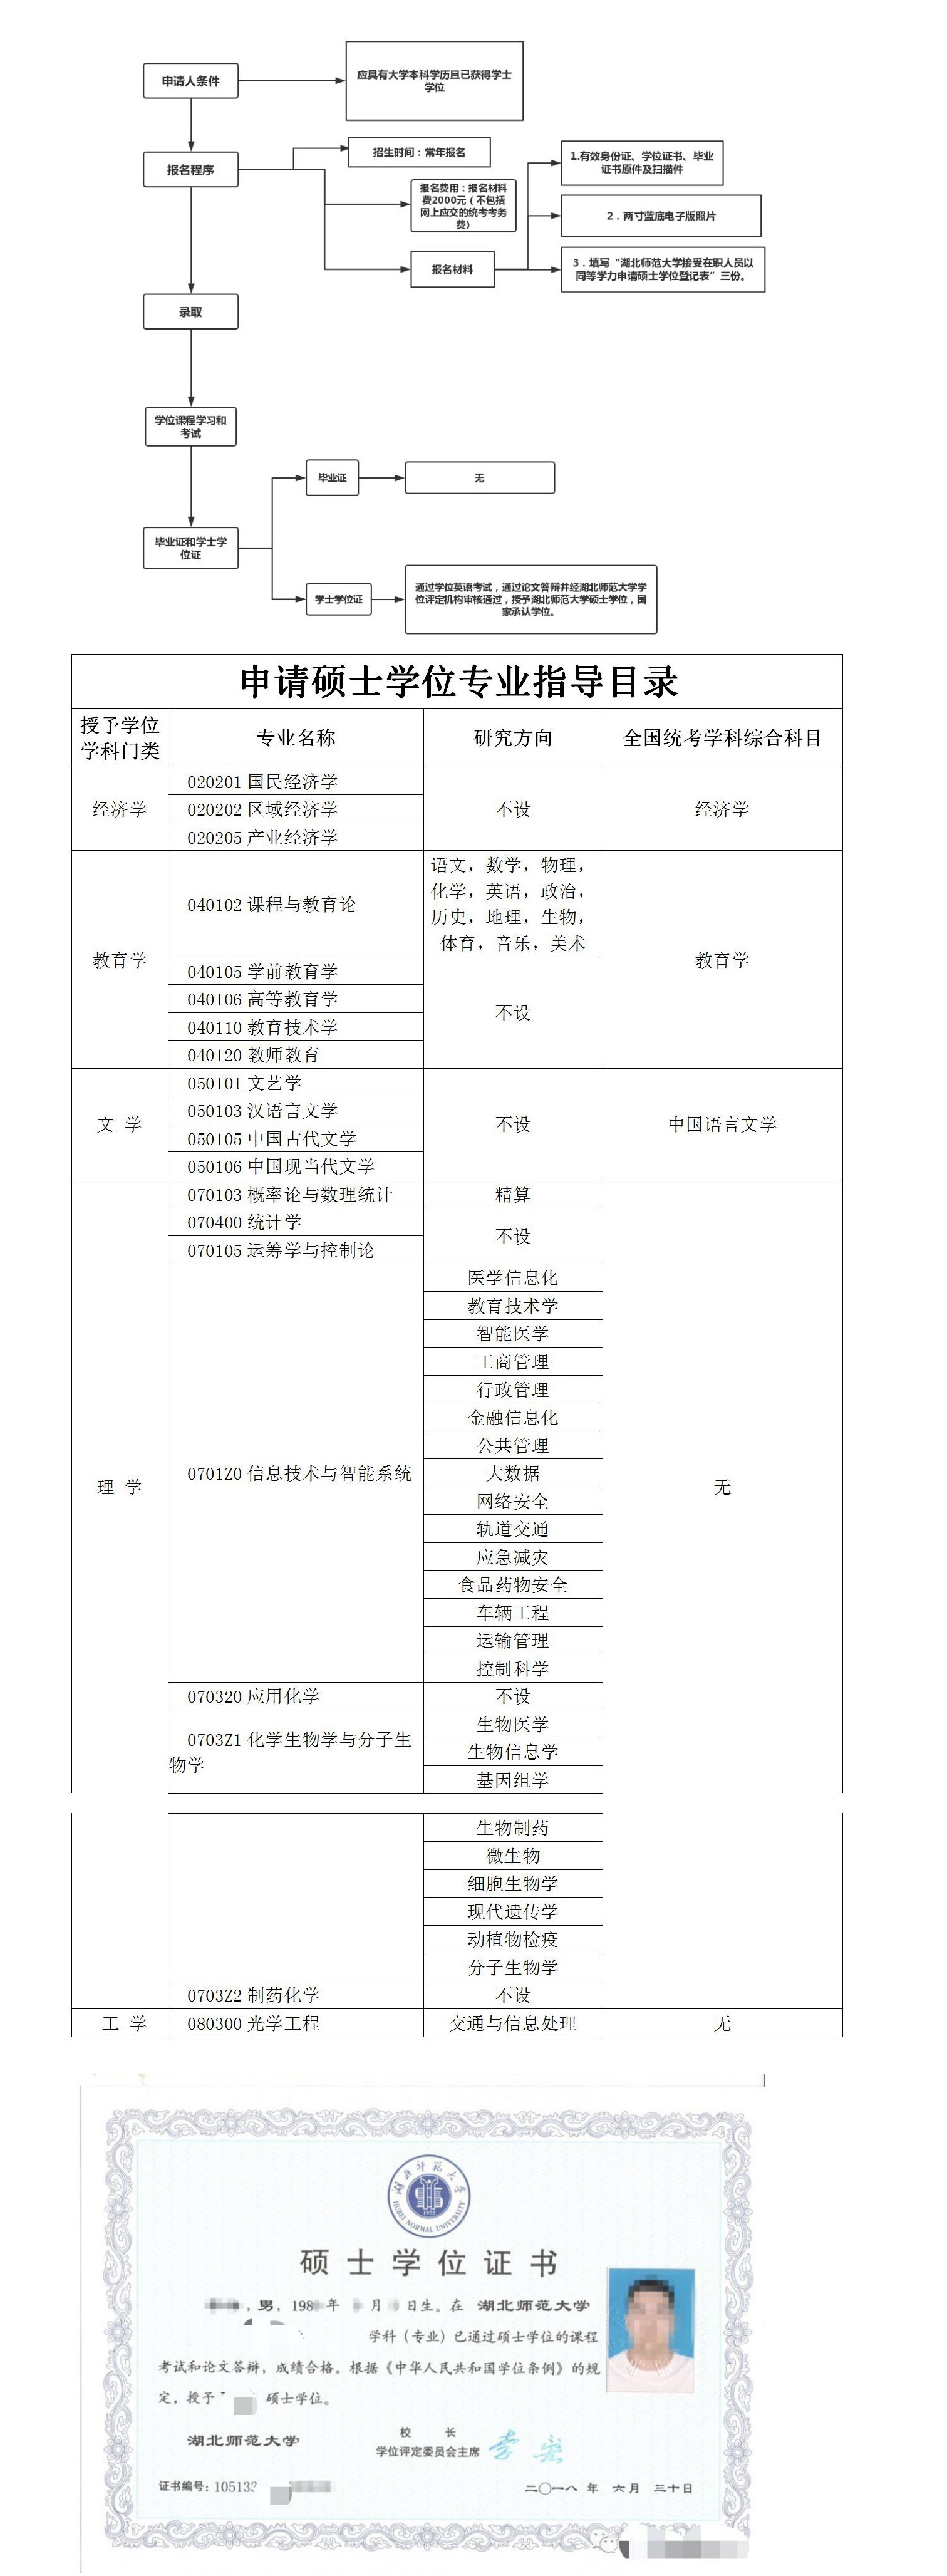 申请人条件
应具有大学本科学历且已获得学士
学位
报名程序
招生时间：常年报名
报名费用：报名材料
费2000元（不包括
网上应交的统考考务
费)
报名材料
1.有效身份证、学位证书、毕业
证书原件及扫描件
2．两寸蓝底电子版照片
3．填写“湖北师范大学接受在职人员以
同等学力申请硕士学位登记表”三份。
录取
学位课程学习和
考试
毕业证和学士学
位证
毕业证
无
学士学位证
通过学位英语考试，通过论文答辩并经湖北师范大学学
位评定机构审核通过，授予湖北师范大学硕士学位，国
家承认学位。
申请硕士学位专业指导目录
授予学位
学科门类
专业名称
研究方向
全国统考学科综合科目
经济学
020201 国民经济学
020202 区域经济学
020205 产业经济学
不设
经济学
教育学
040102 课程与教育论
语文，数学，物理，
化学，英语，政治，
历史，地理，生物，
体育，音乐，美术
教育学
040105 学前教育学
040106 高等教育学
040110 教育技术学
040120 教师教育
不设
文 学
050101 文艺学
050103 汉语言文学
050105 中国古代文学
050106 中国现当代文学
不设
中国语言文学
理 学
070103 概率论与数理统计
精算
070400 统计学
070105 运筹学与控制论
不设
0701Z0 信息技术与智能系统
医学信息化
教育技术学
智能医学
工商管理
行政管理
金融信息化
公共管理
大数据
网络安全
轨道交通
应急减灾
食品药物安全
车辆工程
运输管理
控制科学
无
070320 应用化学
不设
0703Z1 化学生物学与分子生
物学
生物医学
生物信息学
基因组学
生物制药
微生物
细胞生物学
现代遗传学
动植物检疫
分子生物学
0703Z2 制药化学
不设
工 学
080300 光学工程
交通与信息处理
无
湖北师范大学
HUBEI NORMAL UNIVERSITY
1973
硕士学位证书
，男，198 年 月 日生。在 湖北师范大学
学科（专业）已通过硕士学位的课程
考试和论文答辩，成绩合格。根据《中华人民共和国学位条例》的规
定，授予 硕士学位。
湖北师范大学
校 长
学位评定委员会主席
证书编号：10513
二〇一八 年 六 月 三十日